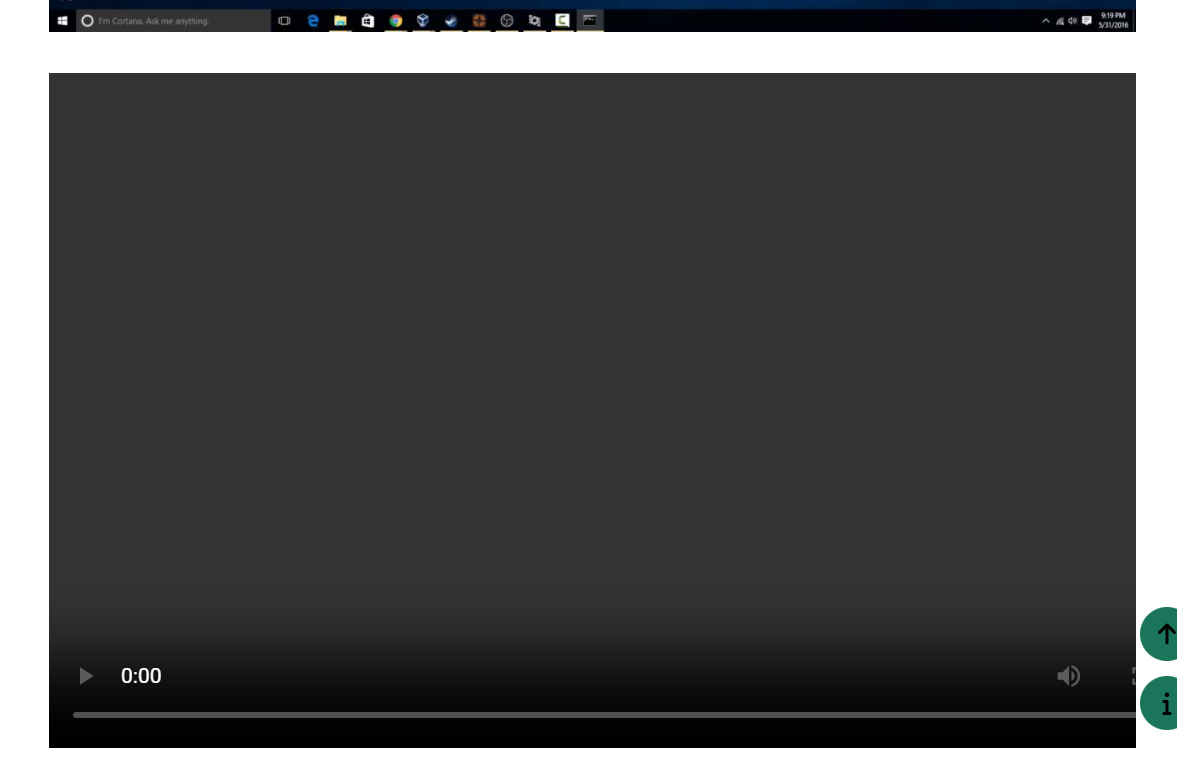 I'm Cortana. Ask me anything.
9:19 PM
5/31/2016
0:00